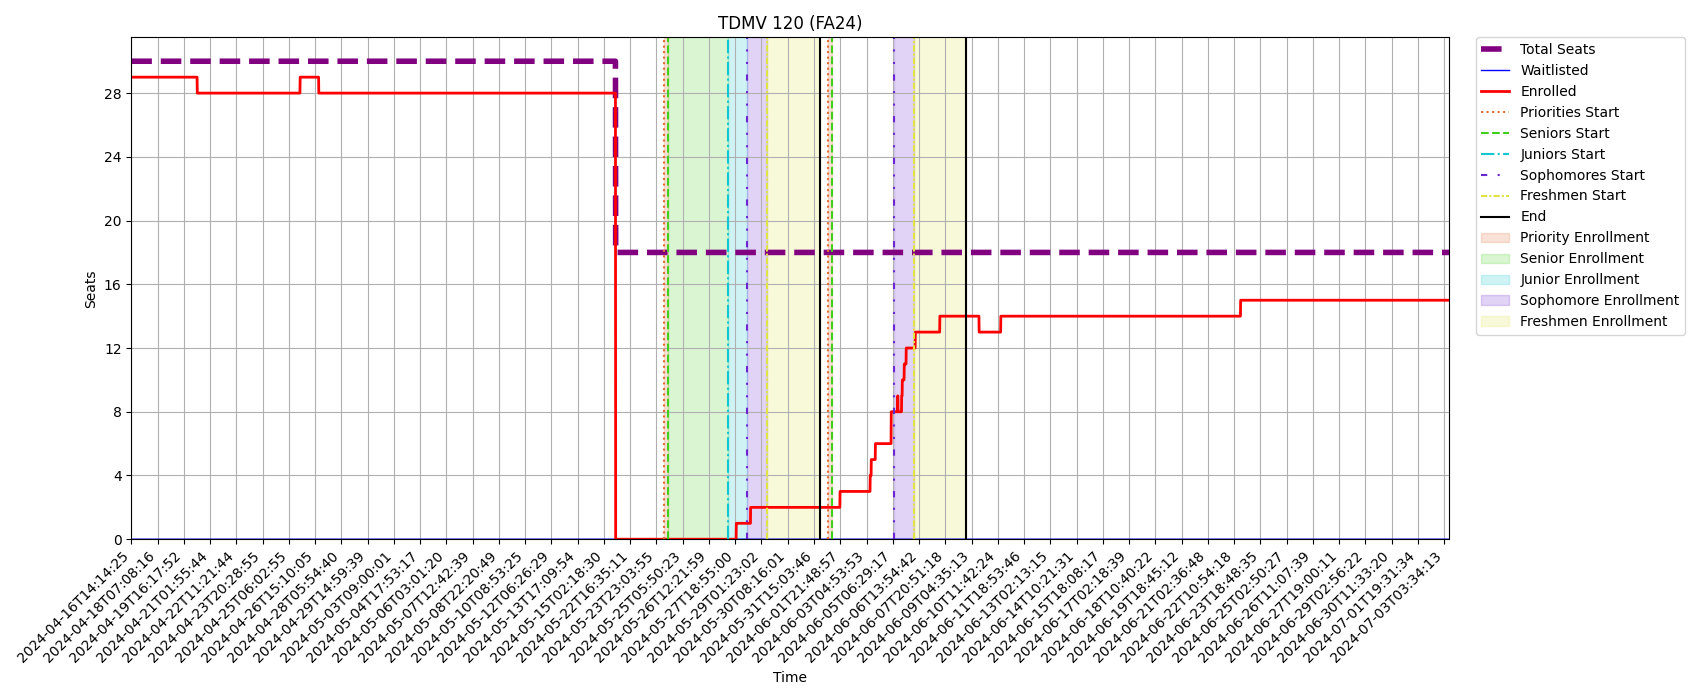 TDMV 120 (FA24)
Total Seats
Waitlisted
Enrolled
Priorities Start
Seniors Start
Juniors Start
Sophomores Start
Freshmen Start
End
Priority Enrollment
Senior Enrollment
Junior Enrollment
Sophomore Enrollment
Freshmen Enrollment
Seats
28
24
20
16
12
8
4
0
2024-04-16T14:14:25
2024-04-18T07:08:16
2024-04-19T16:17:52
2024-04-21T01:55:44
2024-04-22T11:21:44
2024-04-23T20:28:55
2024-04-25T06:02:55
2024-04-26T15:10:05
2024-04-28T05:54:40
2024-04-29T14:59:39
2024-05-03T09:00:01
2024-05-04T17:53:17
2024-05-06T03:01:20
2024-05-07T12:42:39
2024-05-08T22:20:49
2024-05-10T08:53:25
2024-05-12T06:26:29
2024-05-13T17:09:54
2024-05-15T02:18:30
2024-05-22T16:35:11
2024-05-23T23:03:55
2024-05-25T05:50:23
2024-05-26T12:21:59
2024-05-27T18:55:00
2024-05-29T01:23:02
2024-05-30T08:16:01
2024-05-31T15:03:46
2024-06-01T21:48:57
2024-06-03T04:53:53
2024-06-05T06:29:17
2024-06-06T13:54:42
2024-06-07T20:51:18
2024-06-09T04:35:13
2024-06-10T11:42:24
2024-06-11T18:53:46
2024-06-13T02:13:15
2024-06-14T10:21:31
2024-06-15T18:08:17
2024-06-17T02:18:39
2024-06-18T10:40:22
2024-06-19T18:45:12
2024-06-21T02:36:48
2024-06-22T10:54:18
2024-06-23T18:48:35
2024-06-25T02:50:27
2024-06-26T11:07:39
2024-06-27T19:00:11
2024-06-29T02:56:22
2024-06-30T11:33:20
2024-07-01T19:31:34
2024-07-03T03:34:13
Time